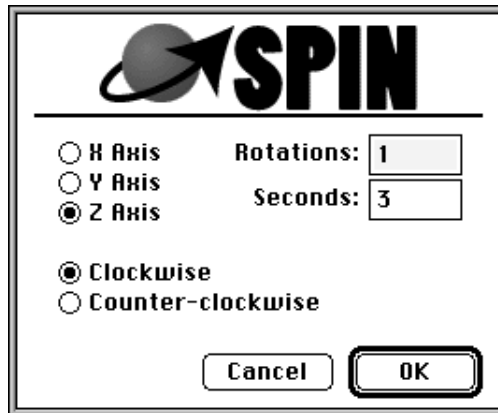 SPIN
X Axis
Rotations: 1
Y Axis
Seconds: 3
Z Axis
Clockwise
Counter-clockwise
Cancel
OK